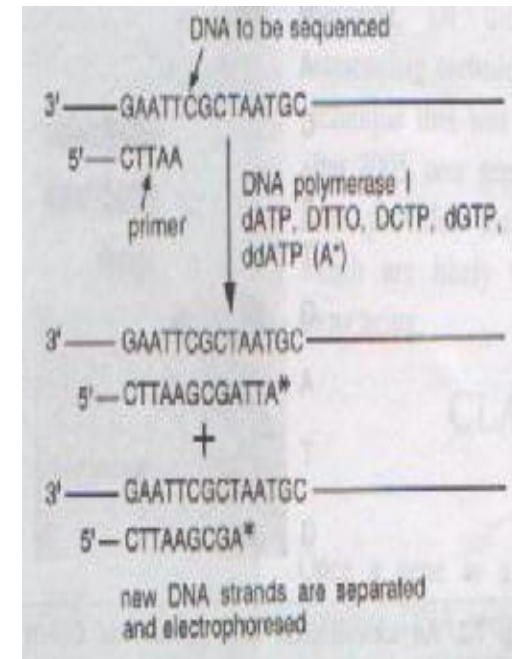 DNA to be sequenced
3' — GAATTCGCTAATGC
5' — CTTAA
primer
DNA polymerase I
dATP, DTTO, DCTP, dGTP,
ddATP (A*)
3' — GAATTCGCTAATGC
5' — CTTAAGCGATTA*
+
3' — GAATTCGCTAATGC
5' — CTTAAGCGA*
new DNA strands are separated
and electrophoresed